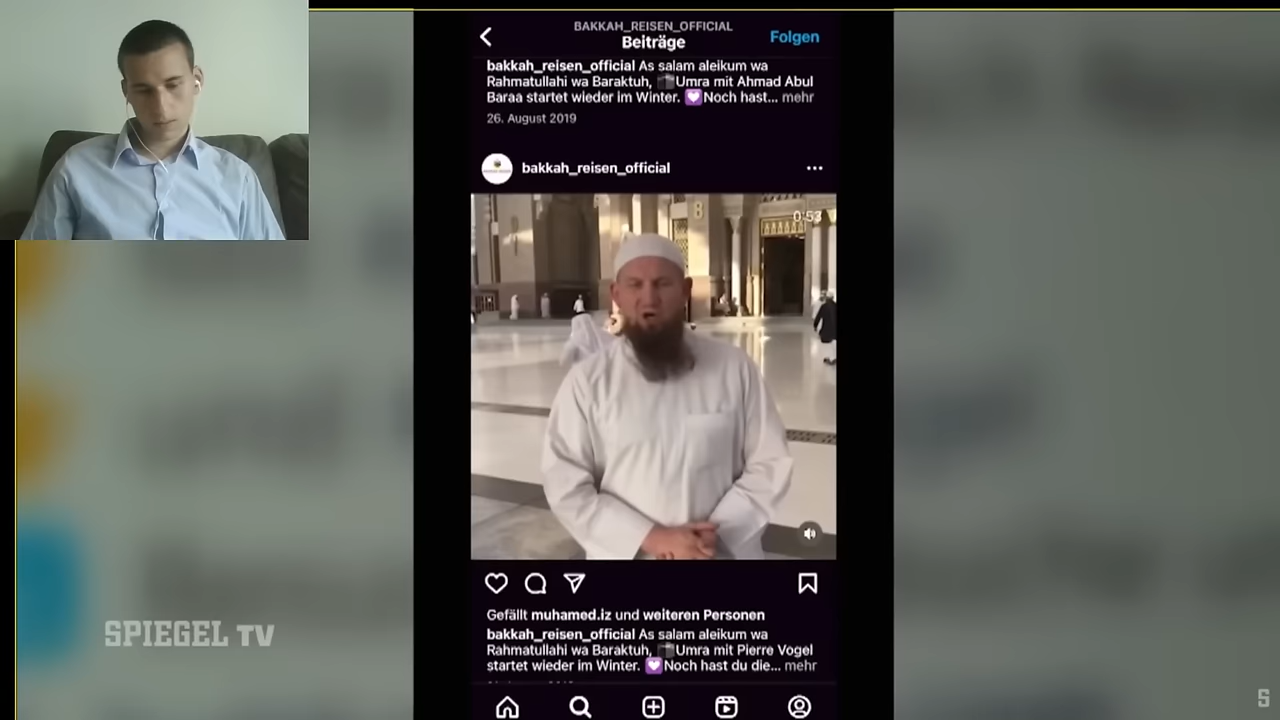 BAKKAH_REISEN_OFFICIAL
Beiträge
Folgen
bakkah_reisen_official As salam aleikum wa
Rahmatullahi wa Baraktuh, 🕋Umra mit Ahmad Abul
Baraa startet wieder im Winter. 💟Noch hast... mehr
26. August 2019
bakkah_reisen_official
0:53
Gefällt muhamed.iz und weiteren Personen
bakkah_reisen_official As salam aleikum wa
Rahmatullahi wa Baraktuh, 🕋Umra mit Pierre Vogel
startet wieder im Winter. 💟Noch hast du die... mehr
SPIEGEL TV
S